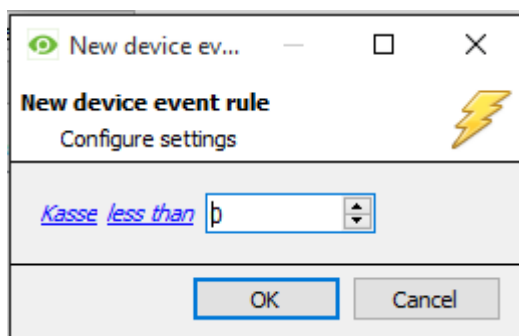 New device ev...
New device event rule
Configure settings
Kasse less than 0
OK Cancel